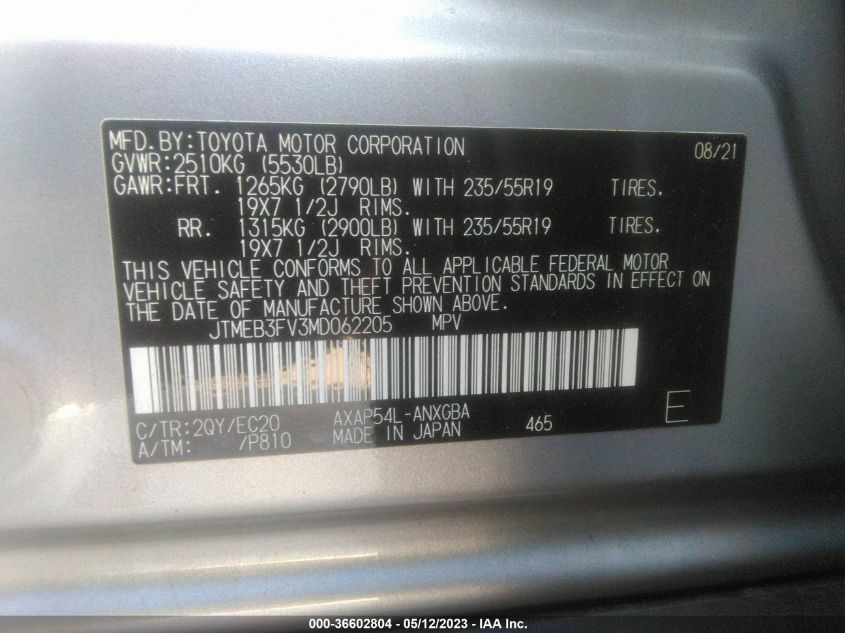 MFD.BY:TOYOTA MOTOR CORPORATION 08/21
GVWR:2510KG (5530LB)
GAWR:FRT. 1265KG (2790LB) WITH 235/55R19 TIRES.
19X7 1/2J RIMS.
RR. 1315KG (2900LB) WITH 235/55R19 TIRES.
19X7 1/2J RIMS.
THIS VEHICLE CONFORMS TO ALL APPLICABLE FEDERAL MOTOR
VEHICLE SAFETY AND THEFT PREVENTION STANDARDS IN EFFECT ON
THE DATE OF MANUFACTURE SHOWN ABOVE.
JTMEB3FV3MD062205 MPV
C/TR:2QY/EC20 AXAP54L-ANXGBA 465 E
A/TM: /P810 MADE IN JAPAN
000-36602804 - 05/12/2023 - IAA Inc.